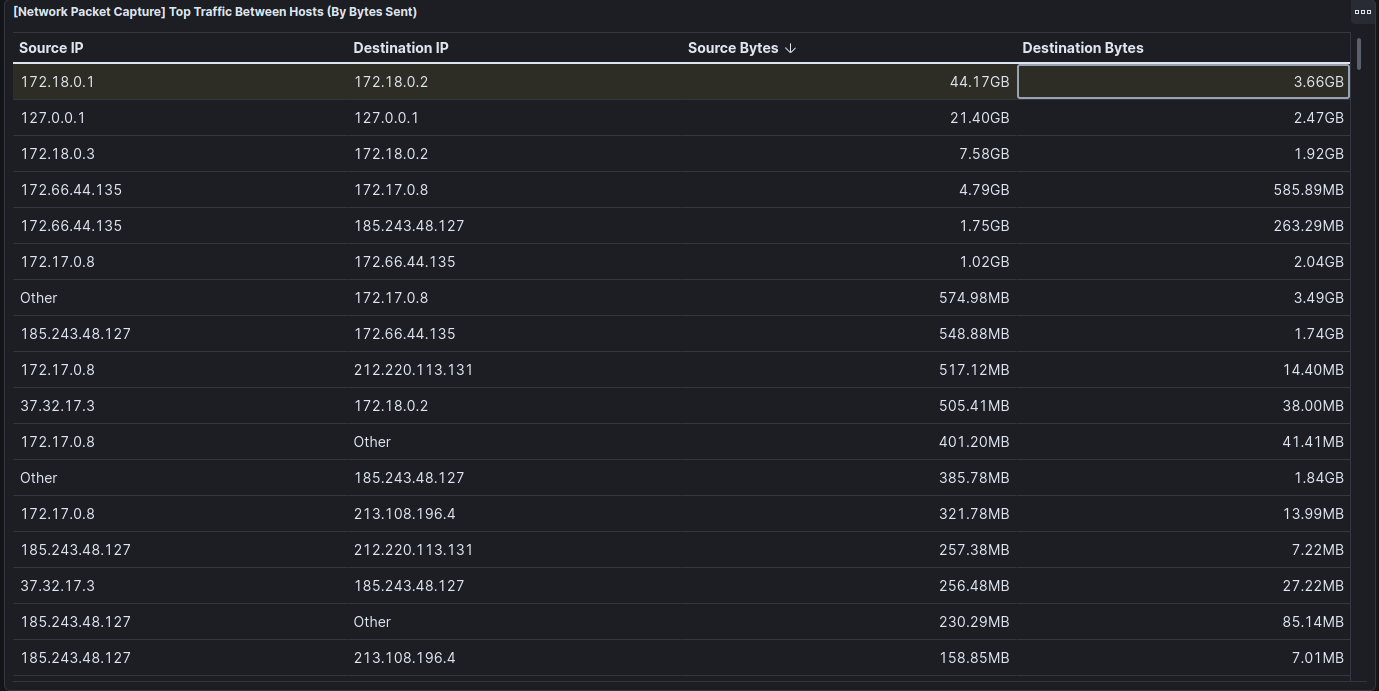 [Network Packet Capture] Top Traffic Between Hosts (By Bytes Sent)
Source IP Destination IP Source Bytes ↓ Destination Bytes
172.18.0.1 172.18.0.2 44.17GB 3.66GB
127.0.0.1 127.0.0.1 21.40GB 2.47GB
172.18.0.3 172.18.0.2 7.58GB 1.92GB
172.66.44.135 172.17.0.8 4.79GB 585.89MB
172.66.44.135 185.243.48.127 1.75GB 263.29MB
172.17.0.8 172.66.44.135 1.02GB 2.04GB
Other 172.17.0.8 574.98MB 3.49GB
185.243.48.127 172.66.44.135 548.88MB 1.74GB
172.17.0.8 212.220.113.131 517.12MB 14.40MB
37.32.17.3 172.18.0.2 505.41MB 38.00MB
172.17.0.8 Other 401.20MB 41.41MB
Other 185.243.48.127 385.78MB 1.84GB
172.17.0.8 213.108.196.4 321.78MB 13.99MB
185.243.48.127 212.220.113.131 257.38MB 7.22MB
37.32.17.3 185.243.48.127 256.48MB 27.22MB
185.243.48.127 Other 230.29MB 85.14MB
185.243.48.127 213.108.196.4 158.85MB 7.01MB